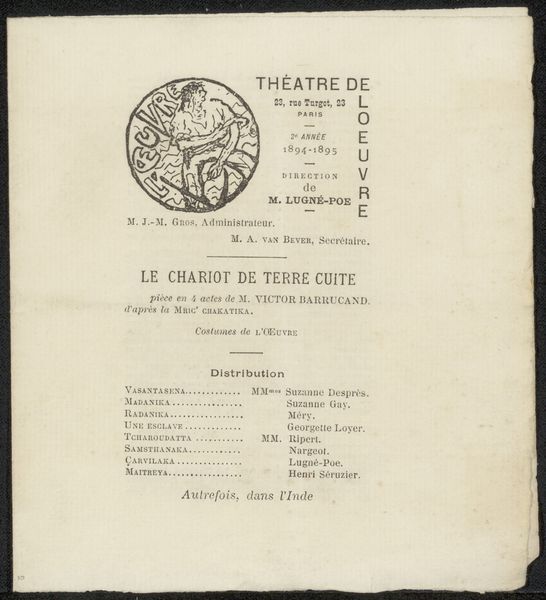 L'ŒUVRE
THÉATRE DE
LOEUVRE
23, rue Turgot, 23
PARIS
2e ANNÉE
1894-1895
DIRECTION
de
M. LUGNÉ-POE
M. J.-M. GROS, Administrateur.
M. A. VAN BEVER, Secrétaire.
LE CHARIOT DE TERRE CUITE
pièce en 4 actes de M. VICTOR BARRUCAND.
d'après la MRIC' CHAKATIKA.
Costumes de L'ŒUVRE
Distribution
VASANTASENA............. MMmes Suzanne Desprès.
MADANIKA................. Suzanne Gay.
RADANIKA................ Méry.
UNE ESCLAVE ............. Georgette Loyer.
TCHAROUDATTA ........... MM. Ripert.
SAMSTHANAKA............ Nargeot.
ÇARVILAKA............... Lugné-Poe.
MAITREYA................. Henri Séruzier.
Autrefois, dans l'Inde